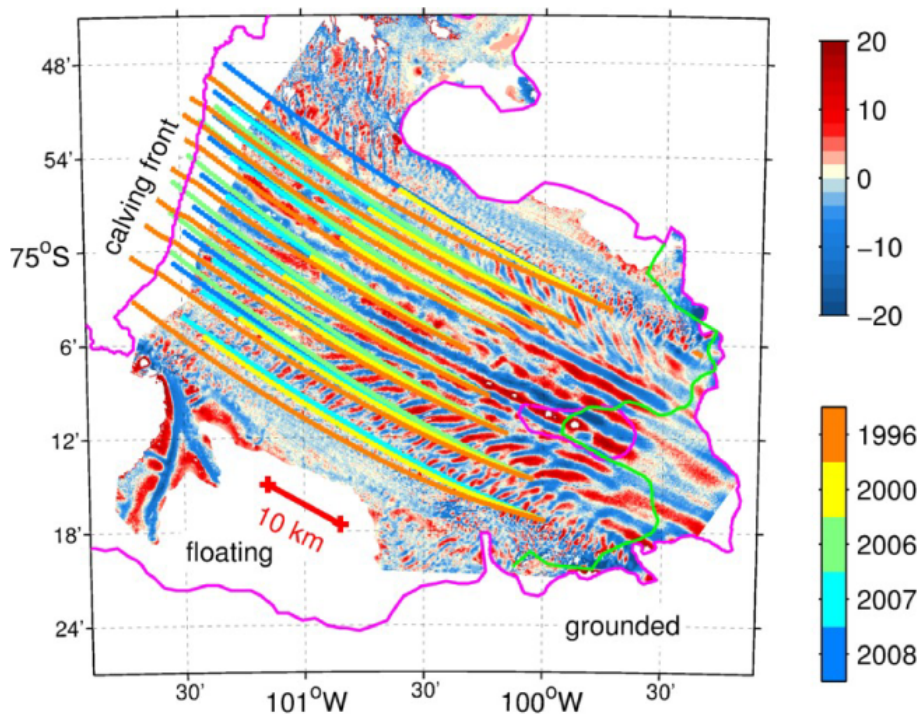 48'
54'
75°S
6'
12'
18'
24'
calving front
10 km
floating
grounded
30'
101°W
30'
100°W
30'
20
10
0
−10
−20
1996
2000
2006
2007
2008